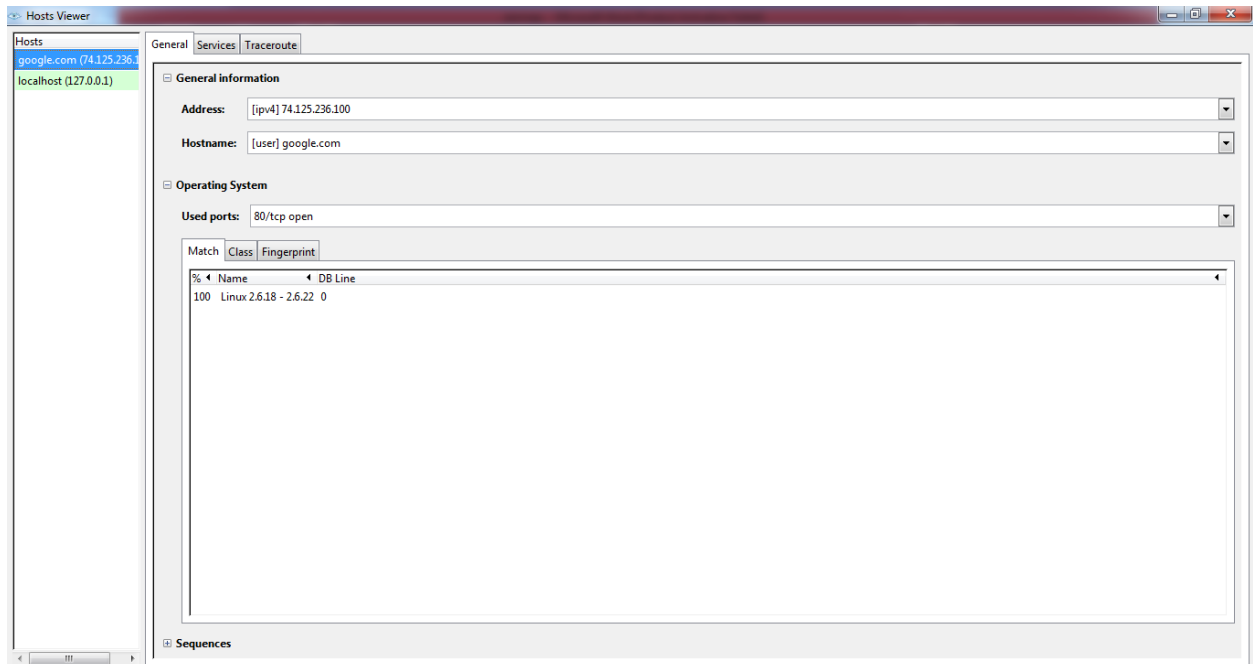 Hosts Viewer
Hosts
google.com (74.125.236.1
localhost (127.0.0.1)
General Services Traceroute
General information
Address: [ipv4] 74.125.236.100
Hostname: [user] google.com
Operating System
Used ports: 80/tcp open
Match Class Fingerprint
% Name DB Line
100 Linux 2.6.18 - 2.6.22 0
Sequences